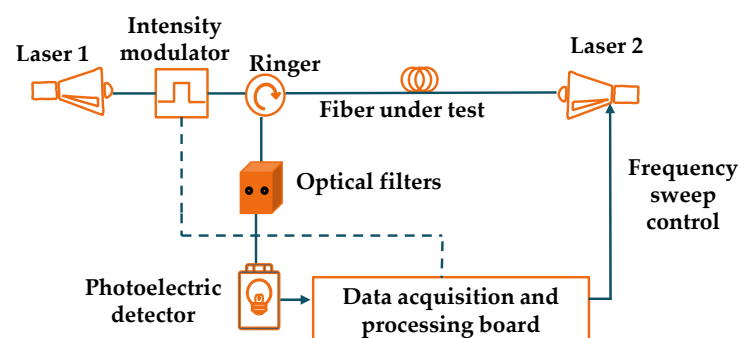 Intensity
modulator
Laser 1
Ringer
Laser 2
Fiber under test
Optical filters
Frequency
sweep
control
Photoelectric
detector
Data acquisition and
processing board